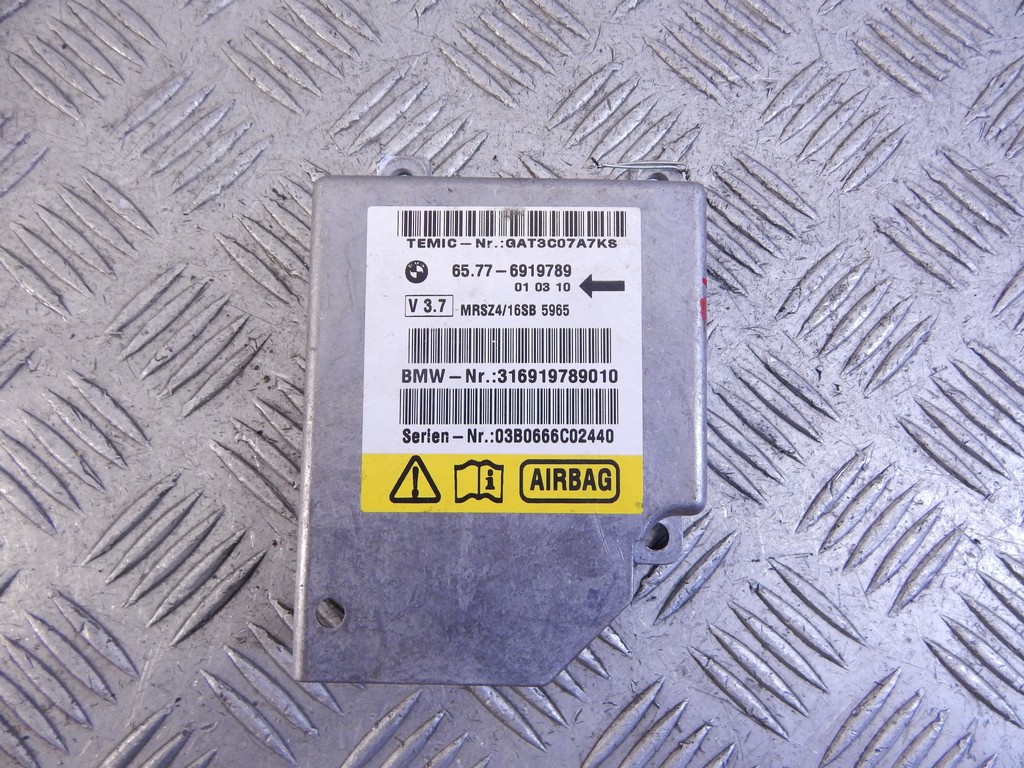 TEMIC-Nr.:GAT3C07A7KS
65.77-6919789
01 03 10
V 3.7 MRSZ4/16SB 5965
BMW-Nr.:316919789010
Serien-Nr.:03B0666C02440
i AIRBAG